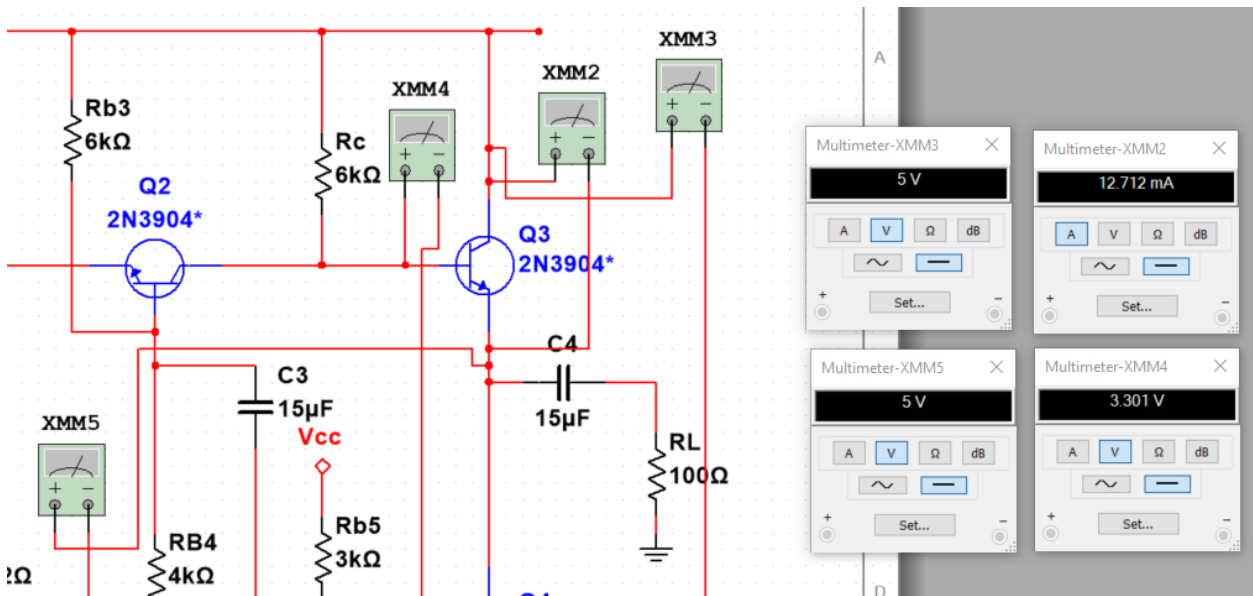 XMM3
A
XMM2
XMM4
Rb3
6kΩ
Rc
6kΩ
Q2
2N3904*
Q3
2N3904*
C3
15µF
Vcc
C4
15µF
XMM5
RL
100Ω
RB4
4kΩ
Rb5
3kΩ
2Ω
D
Multimeter-XMM3
5 V
A V Ω dB
+ Set... −
Multimeter-XMM2
12.712 mA
A V Ω dB
+ Set... −
Multimeter-XMM5
5 V
A V Ω dB
+ Set... −
Multimeter-XMM4
3.301 V
A V Ω dB
+ Set... −